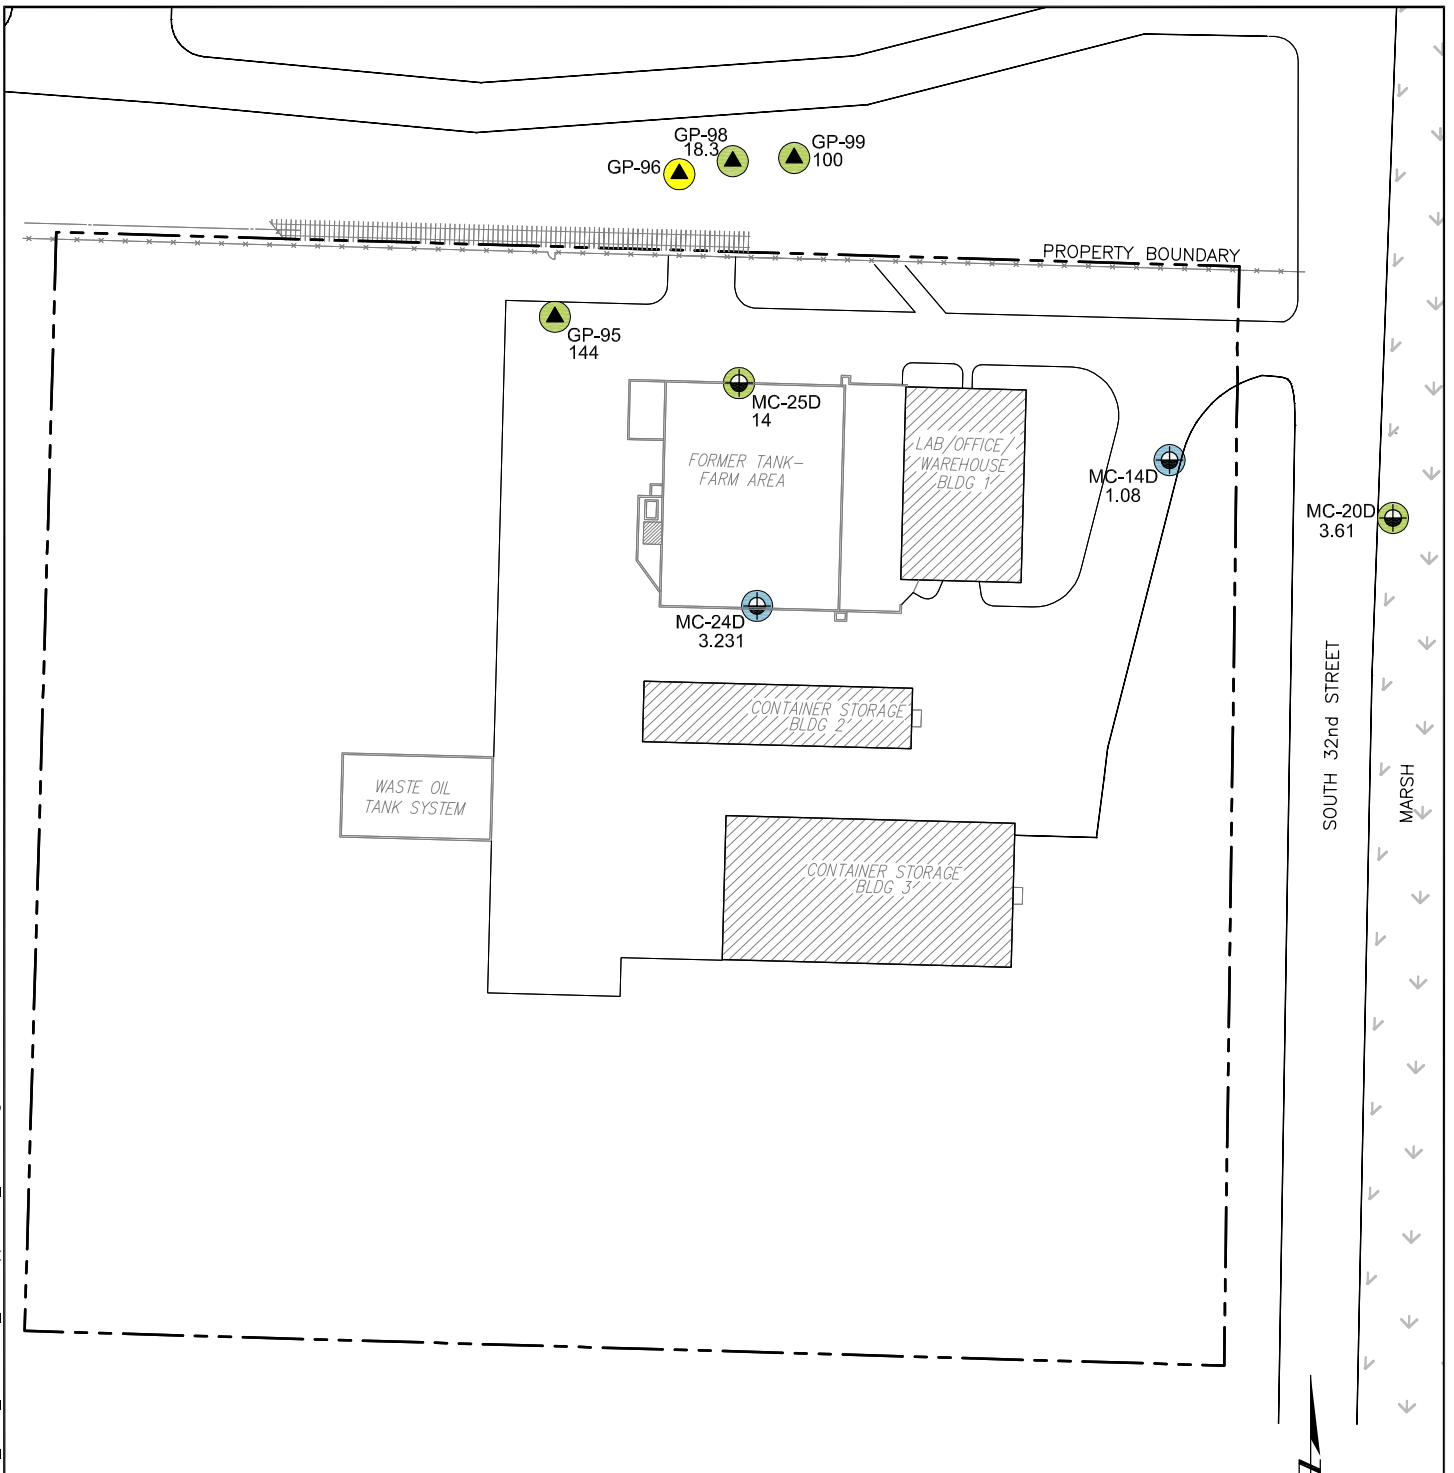 GP-98
18.3
GP-99
100
GP-96
PROPERTY BOUNDARY
GP-95
144
MC-25D
14
LAB/OFFICE/
WAREHOUSE
BLDG 1
FORMER TANK-
FARM AREA
MC-14D
1.08
MC-20D
3.61
MC-24D
3.231
SOUTH 32nd STREET
MARSH
CONTAINER STORAGE
BLDG 2
WASTE OIL
TANK SYSTEM
CONTAINER STORAGE
BLDG 3